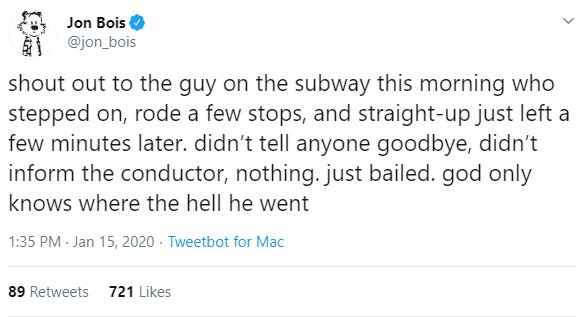 Jon Bois
@jon_bois
shout out to the guy on the subway this morning who
stepped on, rode a few stops, and straight-up just left a
few minutes later. didn’t tell anyone goodbye, didn’t
inform the conductor, nothing. just bailed. god only
knows where the hell he went
1:35 PM · Jan 15, 2020 · Tweetbot for Mac
89 Retweets 721 Likes